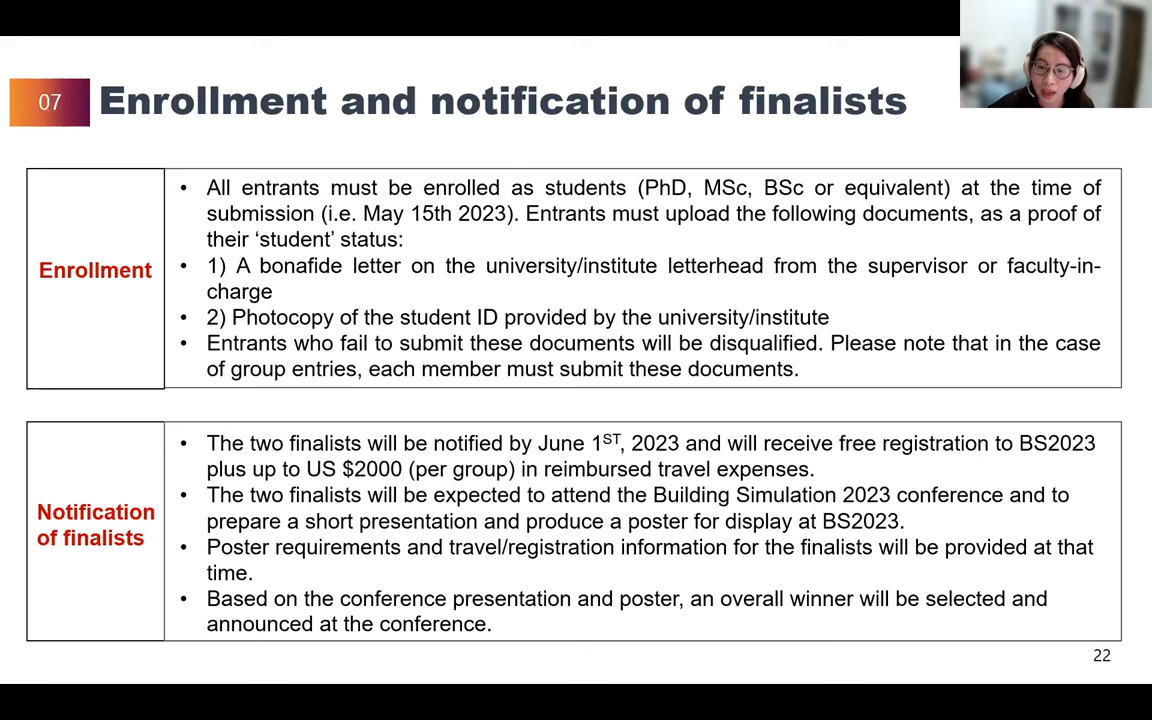 07
Enrollment and notification of finalists
Enrollment
• All entrants must be enrolled as students (PhD, MSc, BSc or equivalent) at the time of
submission (i.e. May 15th 2023). Entrants must upload the following documents, as a proof of
their ‘student’ status:
• 1) A bonafide letter on the university/institute letterhead from the supervisor or faculty-in-
charge
• 2) Photocopy of the student ID provided by the university/institute
• Entrants who fail to submit these documents will be disqualified. Please note that in the case
of group entries, each member must submit these documents.
Notification
of finalists
• The two finalists will be notified by June 1ST, 2023 and will receive free registration to BS2023
plus up to US $2000 (per group) in reimbursed travel expenses.
• The two finalists will be expected to attend the Building Simulation 2023 conference and to
prepare a short presentation and produce a poster for display at BS2023.
• Poster requirements and travel/registration information for the finalists will be provided at that
time.
• Based on the conference presentation and poster, an overall winner will be selected and
announced at the conference.
22